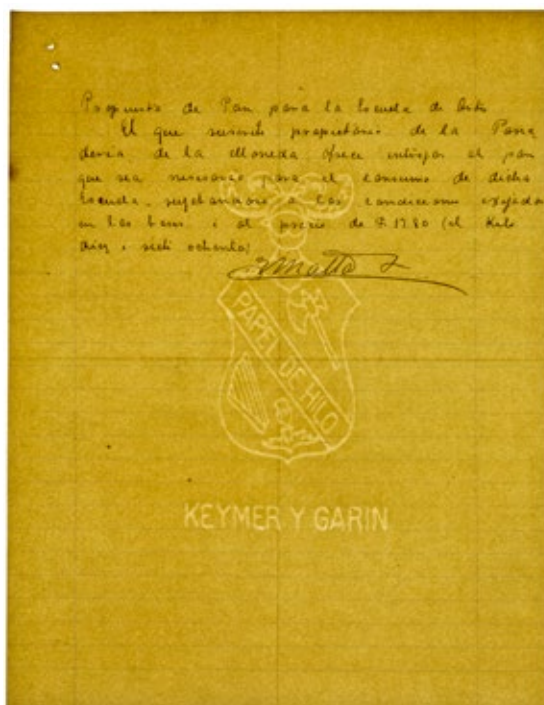 Propuesta de Pan para la Escuela de Artes
El que suscribe propietario de la Pana
deria de la Moneda ofrece entregar el pan
que sea necesario para el consumo de dicha
Escuela, sujetandose a las condiciones exijidas
en las bases i al precio de $ 17.80 (el kilo
diez i siete ochenta)
Matta
PAPEL DE HILO
KEYMER Y GARIN